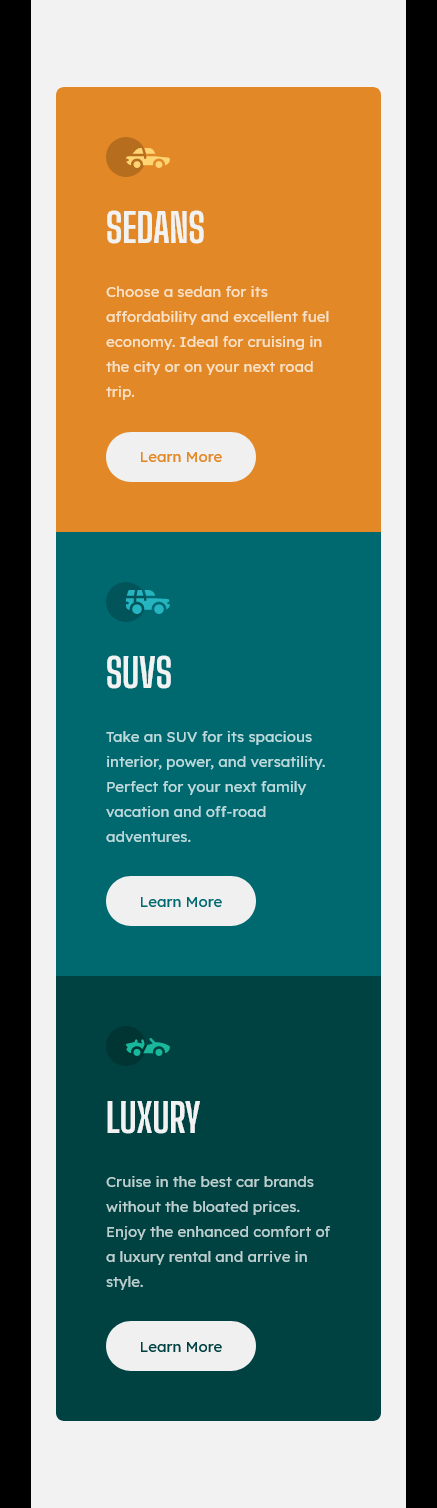 SEDANS
Choose a sedan for its
affordability and excellent fuel
economy. Ideal for cruising in
the city or on your next road
trip.
Learn More
SUVS
Take an SUV for its spacious
interior, power, and versatility.
Perfect for your next family
vacation and off-road
adventures.
Learn More
LUXURY
Cruise in the best car brands
without the bloated prices.
Enjoy the enhanced comfort of
a luxury rental and arrive in
style.
Learn More